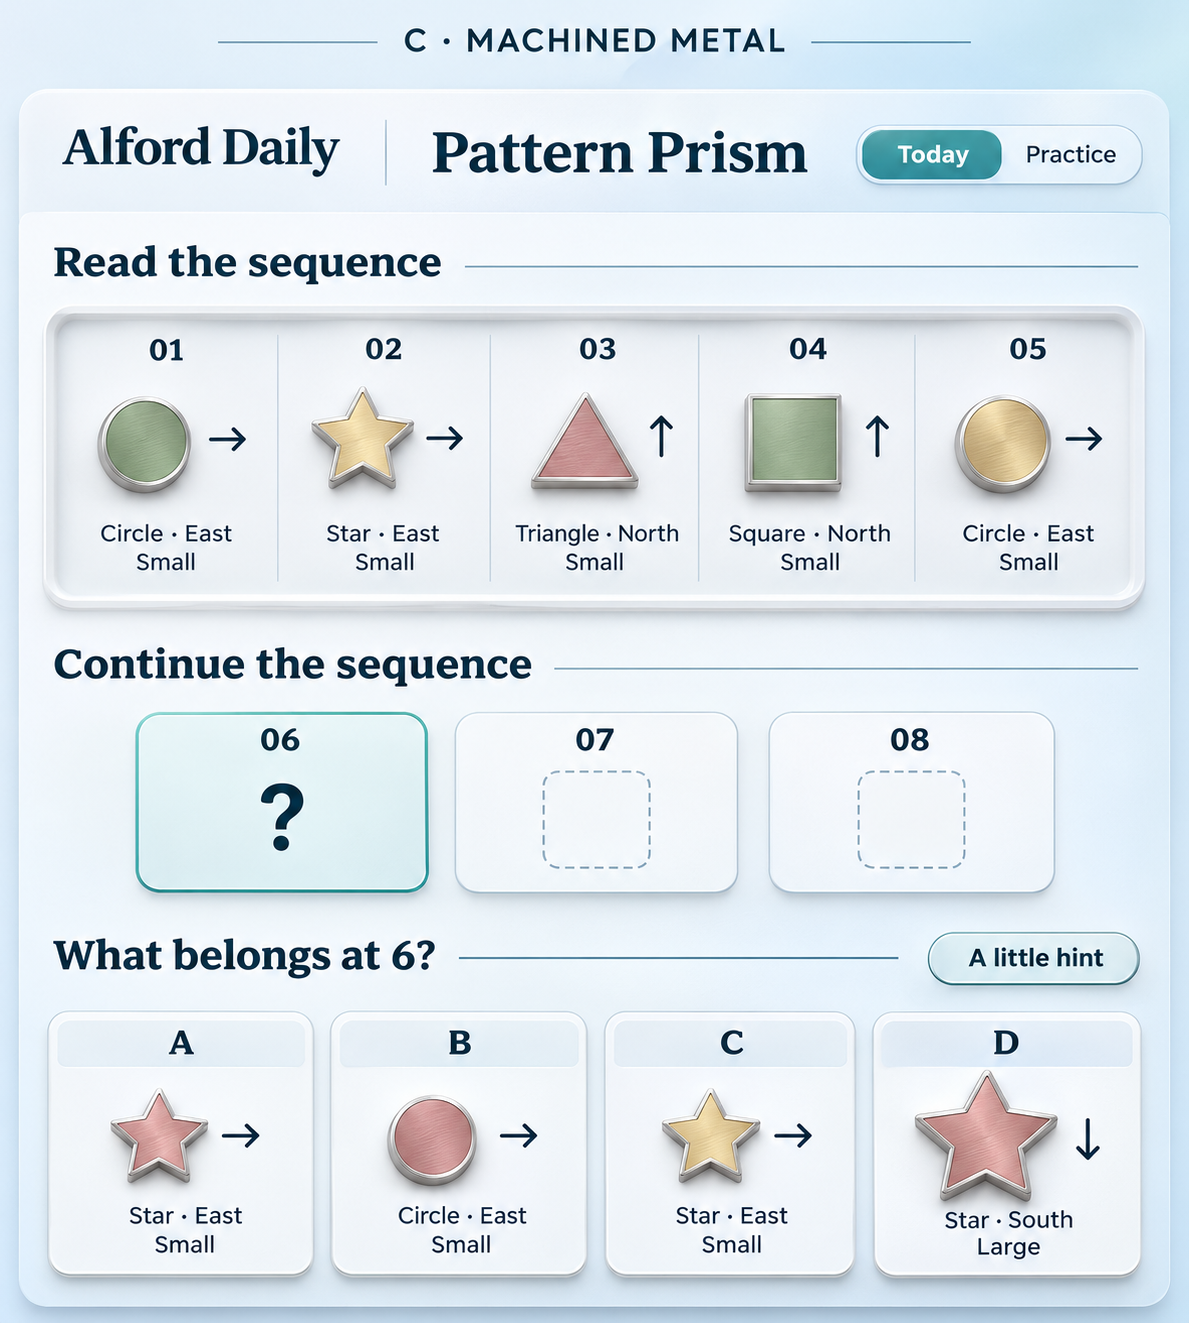 C · MACHINED METAL
Alford Daily
Pattern Prism
Today
Practice
Read the sequence
01
02
03
04
05
→
→
↑
↑
→
Circle · East
Small
Star · East
Small
Triangle · North
Small
Square · North
Small
Circle · East
Small
Continue the sequence
06
07
08
?
What belongs at 6?
A little hint
A
B
C
D
→
→
→
↓
Star · East
Small
Circle · East
Small
Star · East
Small
Star · South
Large